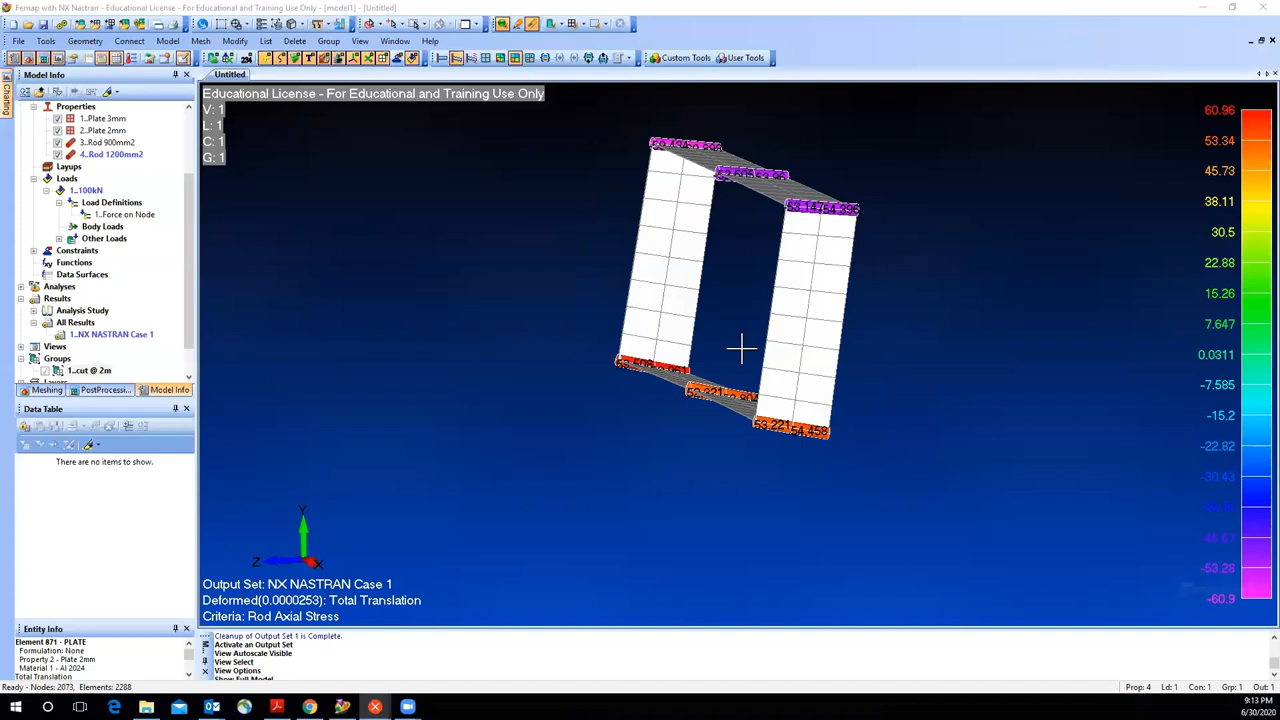 Femap with NX Nastran - Educational License - For Educational and Training Use Only - [model1] - [Untitled]
File Tools Geometry Connect Model Mesh Modify List Delete Group View Window Help
Custom Tools User Tools
Model Info
Untitled
Charting
Educational License - For Educational and Training Use Only
V: 1
L: 1
C: 1
G: 1
Properties
1..Plate 3mm
2..Plate 2mm
3..Rod 900mm2
4..Rod 1200mm2
Layups
Loads
1..100kN
Load Definitions
1..Force on Node
Body Loads
Other Loads
Constraints
Functions
Data Surfaces
Analyses
Results
Analysis Study
All Results
1..NX NASTRAN Case 1
Views
Groups
1..cut @ 2m
Meshing PostProcessi... Model Info
Data Table
There are no items to show.
60.96
53.34
45.73
38.11
30.5
22.88
15.26
7.647
0.0311
-7.585
-15.2
-22.82
-30.43
-53.28
-60.9
Y
Z
X
Output Set: NX NASTRAN Case 1
Deformed(0.0000253): Total Translation
Criteria: Rod Axial Stress
Entity Info
Element 871 - PLATE
Formulation: None
Property 2 - Plate 2mm
Material 1 - Al 2024
Total Translation
Cleanup of Output Set 1 is Complete.
Activate an Output Set
View Autoscale Visible
View Select
View Options
Show Full Model
Ready - Nodes: 2073, Elements: 2288
Prop: 4 Ld: 1 Con: 1 Grp: 1 Out: 1
9:13 PM
6/30/2020